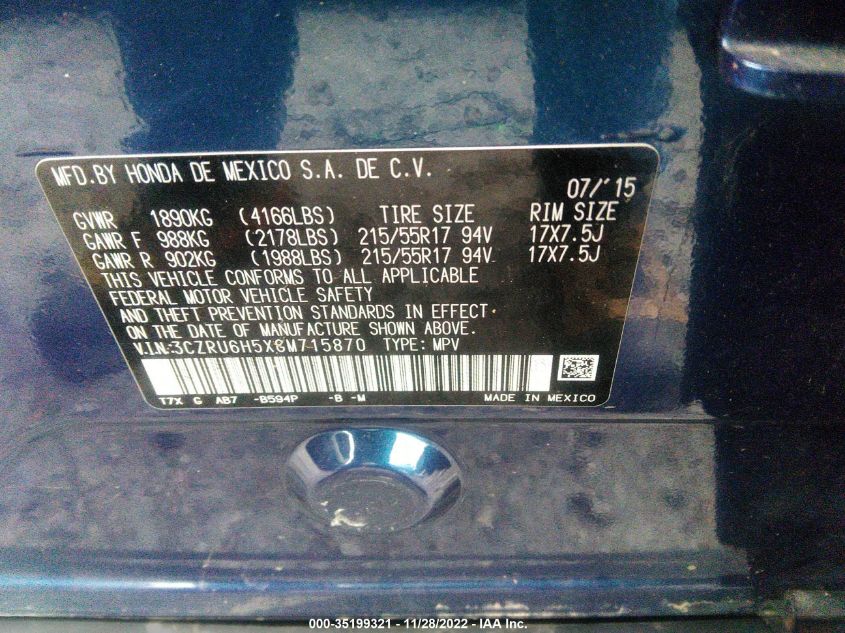 MFD.BY HONDA DE MEXICO S.A. DE C.V.
07/'15
GVWR 1890KG (4166LBS) TIRE SIZE RIM SIZE
GAWR F 988KG (2178LBS) 215/55R17 94V 17X7.5J
GAWR R 902KG (1988LBS) 215/55R17 94V 17X7.5J
THIS VEHICLE CONFORMS TO ALL APPLICABLE
FEDERAL MOTOR VEHICLE SAFETY
AND THEFT PREVENTION STANDARDS IN EFFECT
ON THE DATE OF MANUFACTURE SHOWN ABOVE.
V.I.N:3CZRU6H5XGM715870 TYPE: MPV
T7X G AB7 -B594P -B -M MADE IN MEXICO
000-35199321 - 11/28/2022 - IAA Inc.